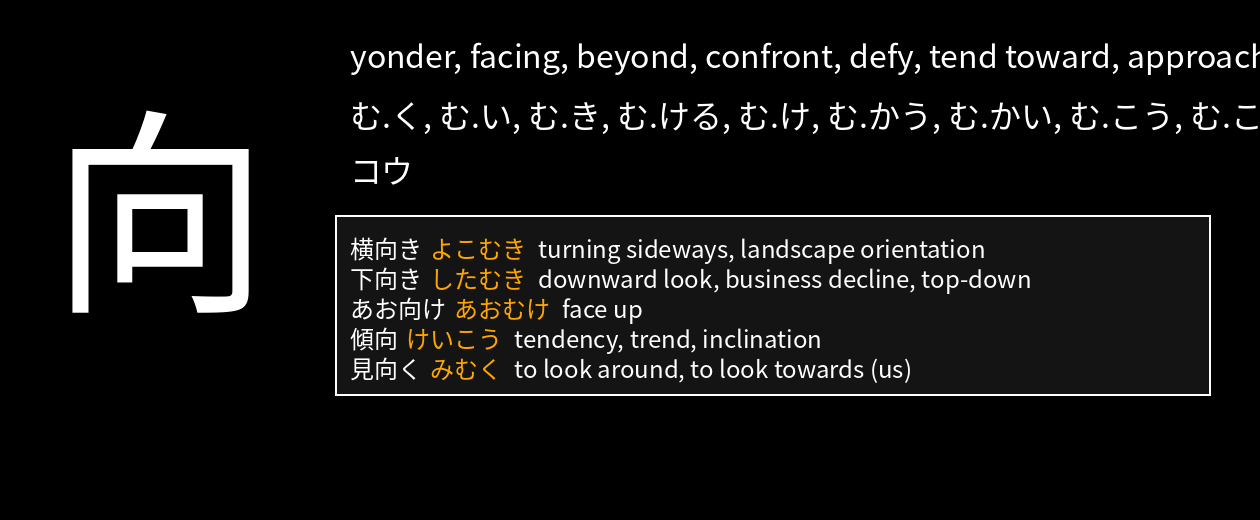 向
yonder, facing, beyond, confront, defy, tend toward, approach
む.く, む.い, む.き, む.ける, む.け, む.かう, む.かい, む.こう, む.こ
コウ
横向き よこむき turning sideways, landscape orientation
下向き したむき downward look, business decline, top-down
あお向け あおむけ face up
傾向 けいこう tendency, trend, inclination
見向く みむく to look around, to look towards (us)